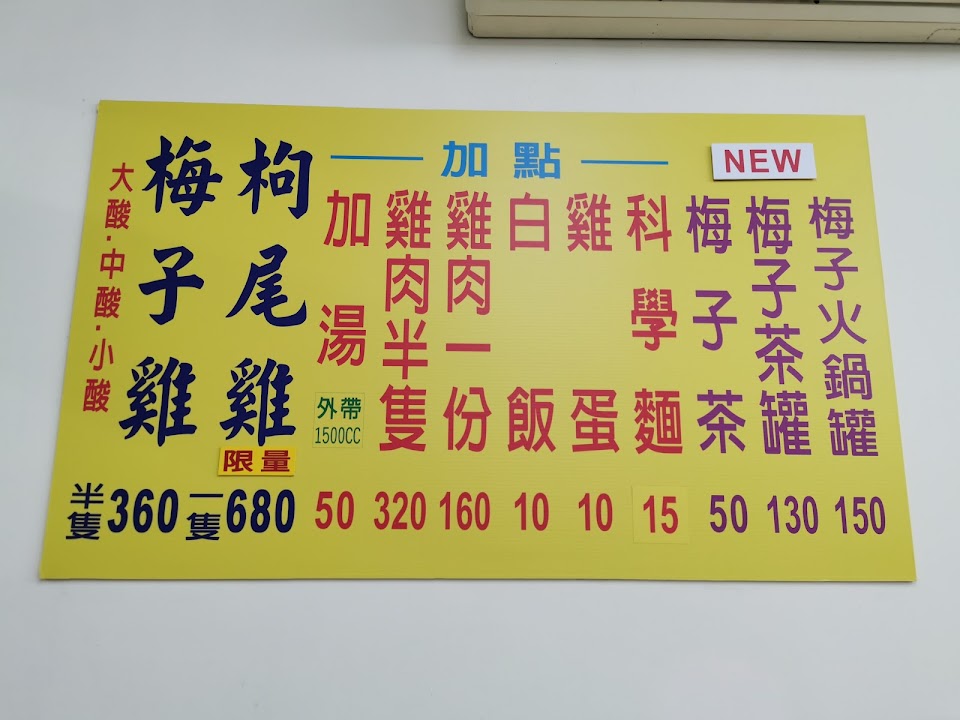 枸尾雞
限量
梅子雞
大酸·中酸·小酸
半隻360 一隻680
加點
加湯
外帶
1500CC
50
雞肉半隻
320
雞肉一份
160
白飯
10
雞蛋
10
科學麵
15
NEW
梅子茶
50
梅子茶罐
130
梅子火鍋罐
150